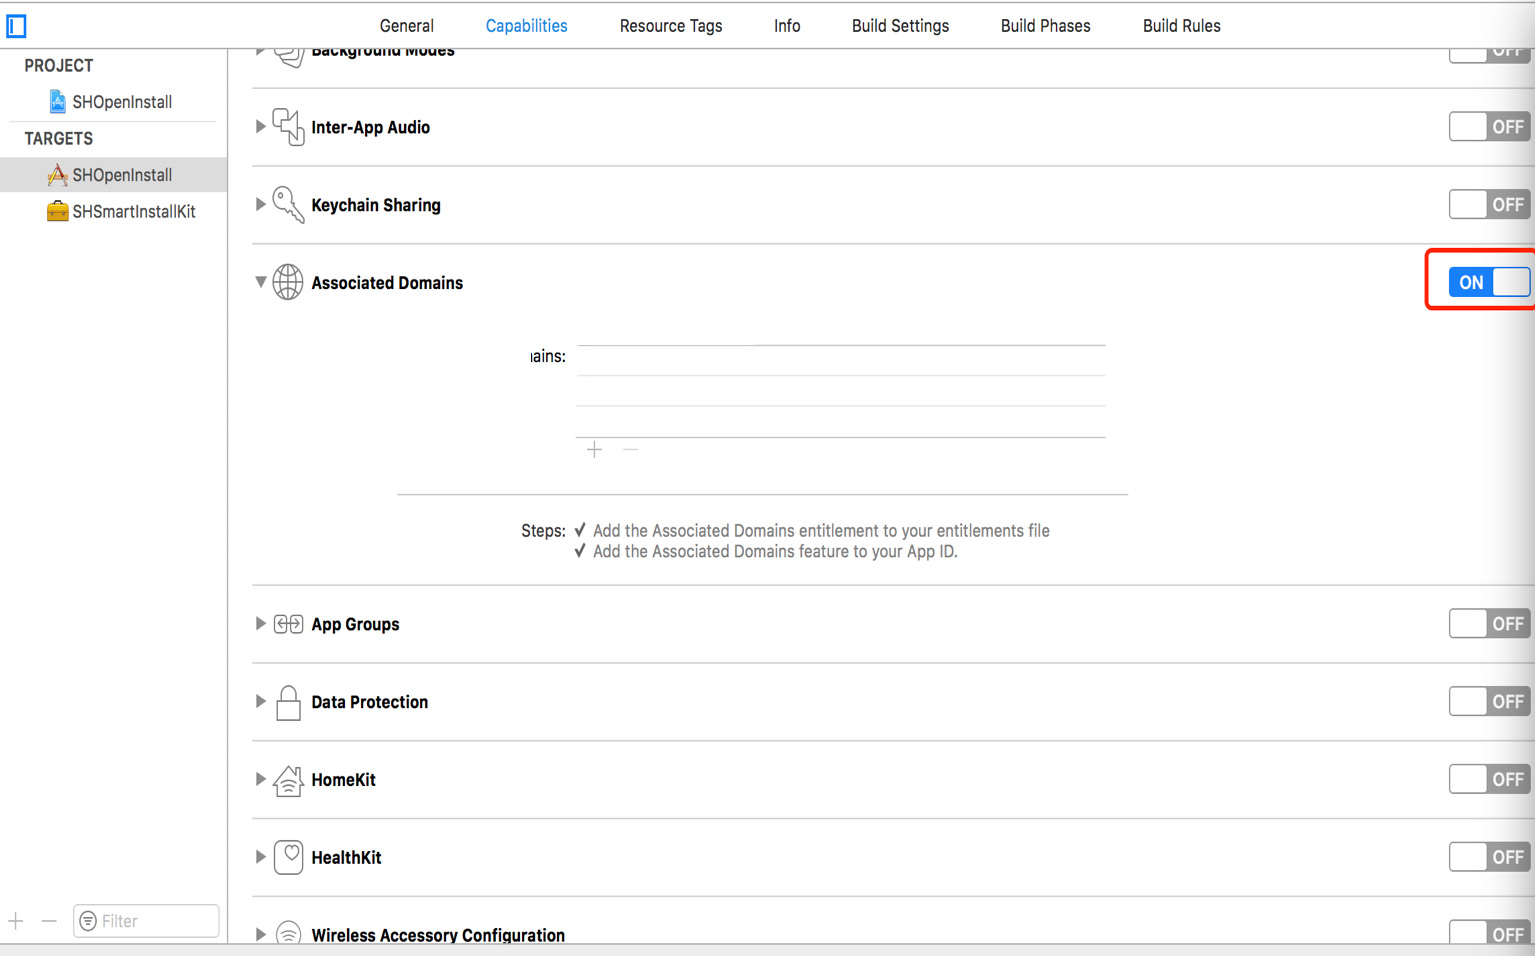 General Capabilities Resource Tags Info Build Settings Build Phases Build Rules
PROJECT
SHOpenInstall
TARGETS
SHOpenInstall
SHSmartInstallKit
Filter
Background Modes OFF
Inter-App Audio OFF
Keychain Sharing OFF
Associated Domains ON
ains:
Steps: ✓ Add the Associated Domains entitlement to your entitlements file
✓ Add the Associated Domains feature to your App ID.
App Groups OFF
Data Protection OFF
HomeKit OFF
HealthKit OFF
Wireless Accessory Configuration OFF